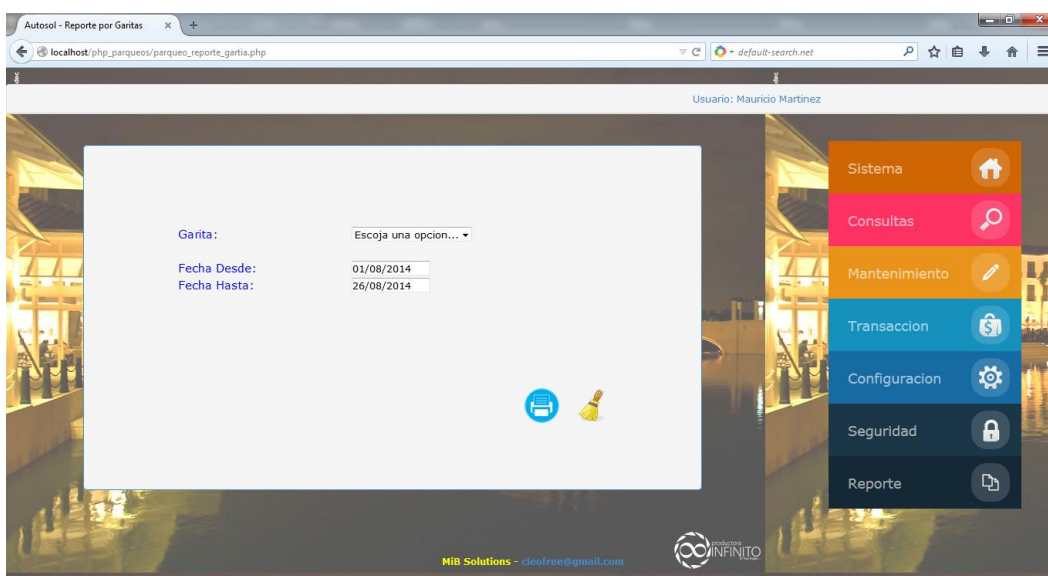 Autosol - Reporte por Garitas
localhost/php_parqueos/parqueo_reporte_gartia.php
default-search.net
Usuario: Mauricio Martinez
Garita:
Escoja una opcion...
Fecha Desde:
01/08/2014
Fecha Hasta:
26/08/2014
Sistema
Consultas
Mantenimiento
Transaccion
Configuracion
Seguridad
Reporte
productora
INFINITO
MiB Solutions - cleofree@gmail.com